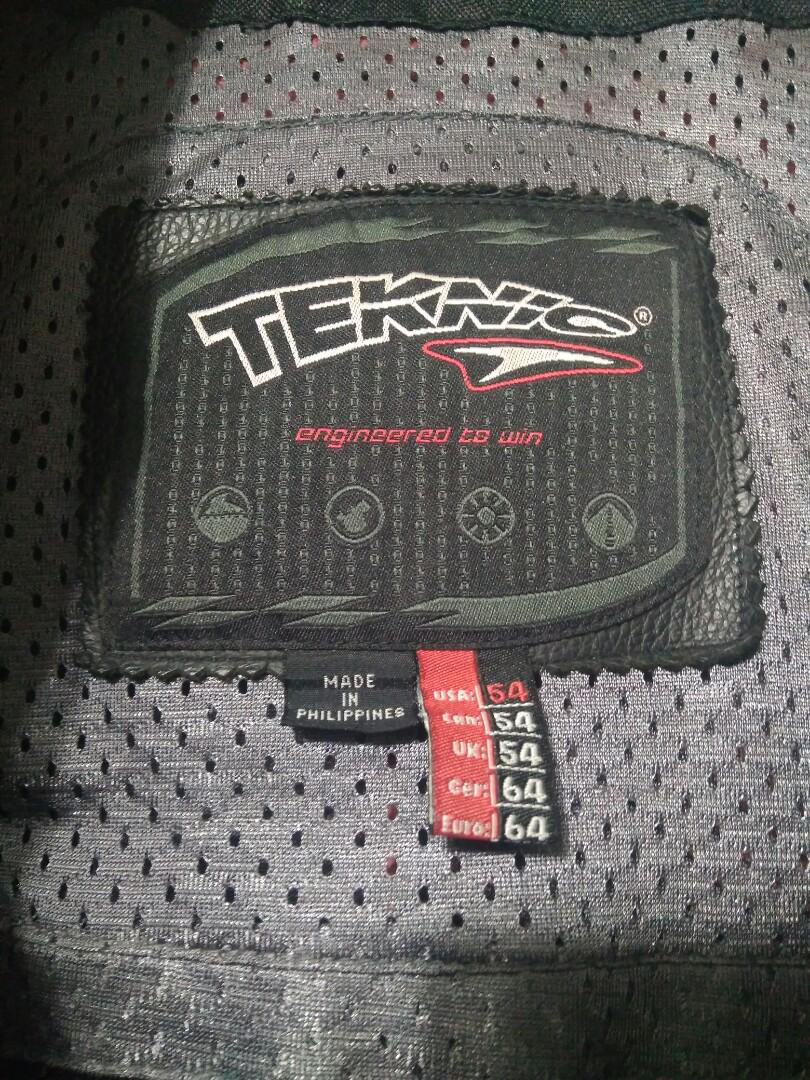 TEKNIC®
engineered to win
MADE
IN
PHILIPPINES
USA: 54
Can: 54
UK: 54
Ger: 64
Euro: 64